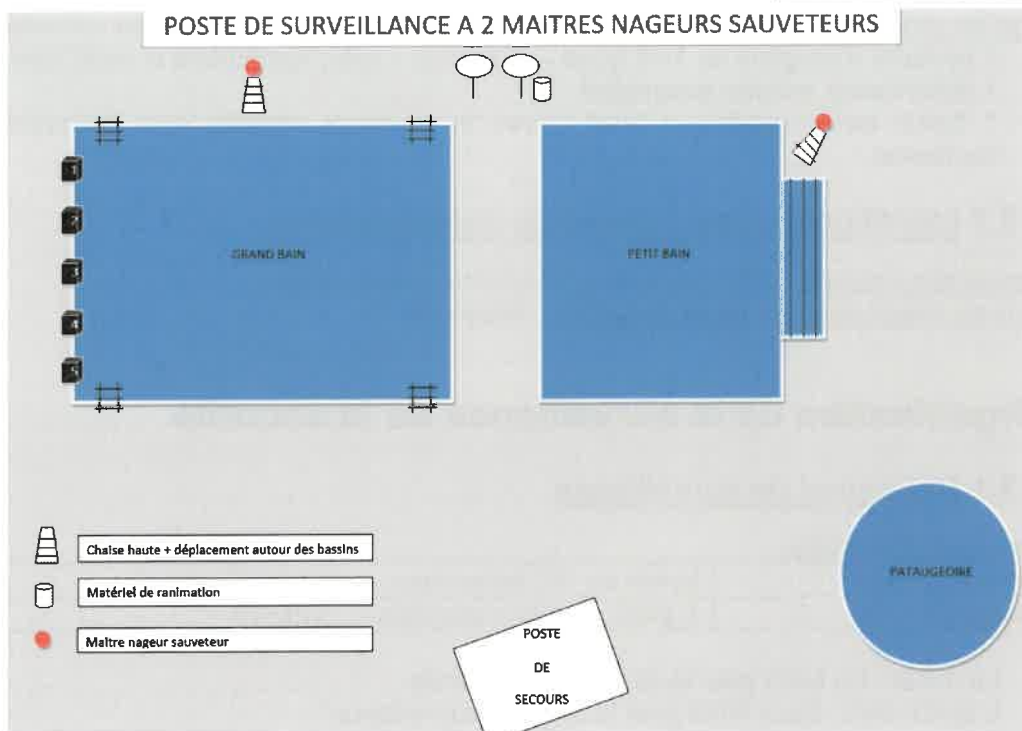 POSTE DE SURVEILLANCE A 2 MAITRES NAGEURS SAUVETEURS
1
2
3
4
5
GRAND BAIN
PETIT BAIN
Chaise haute + déplacement autour des bassins
Matériel de ranimation
Maître nageur sauveteur
PATAUGEOIRE
POSTE
DE
SECOURS